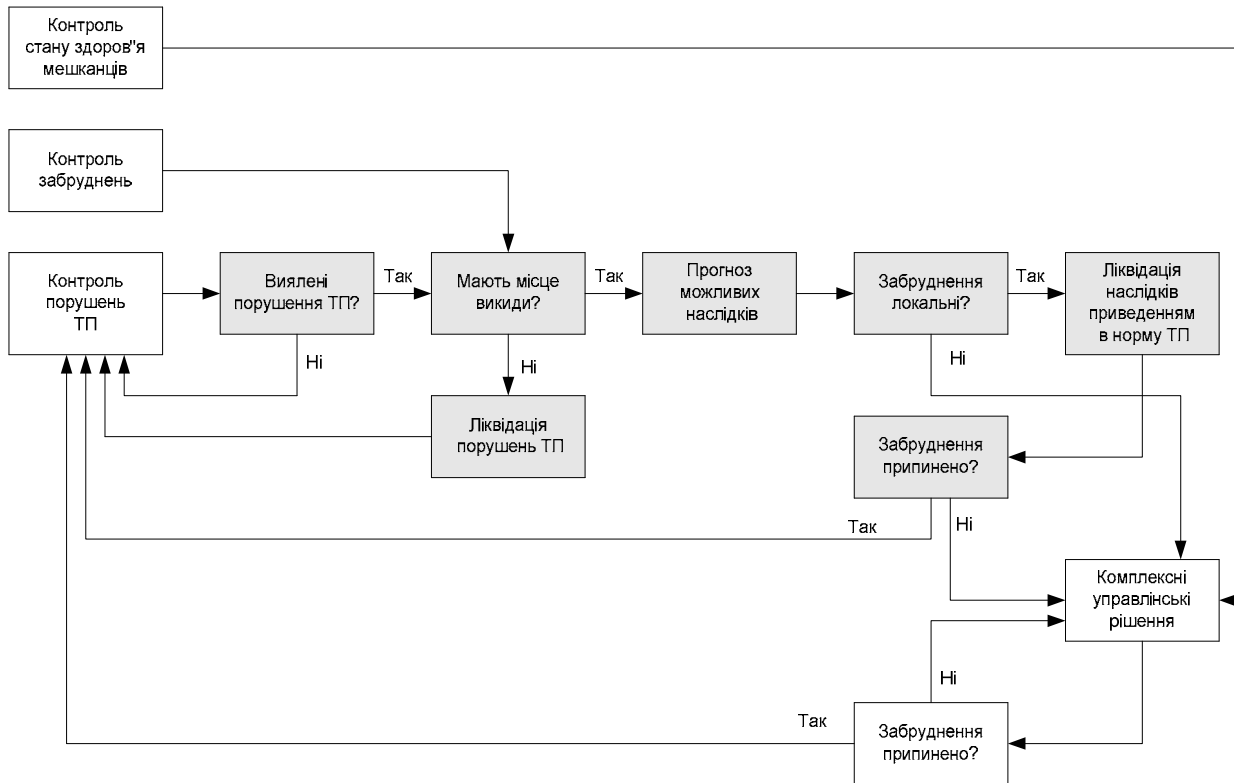 Контроль
стану здоров"я
мешканців
Контроль
забруднень
Контроль
порушень
ТП
Виялені
порушення ТП?
Так
Ні
Мають місце
викиди?
Так
Ні
Прогноз
можливих
наслідків
Забруднення
локальні?
Так
Ні
Ліквідація
наслідків
приведенням
в норму ТП
Ліквідація
порушень ТП
Забруднення
припинено?
Так
Ні
Комплексні
управлінські
рішення
Ні
Так
Забруднення
припинено?